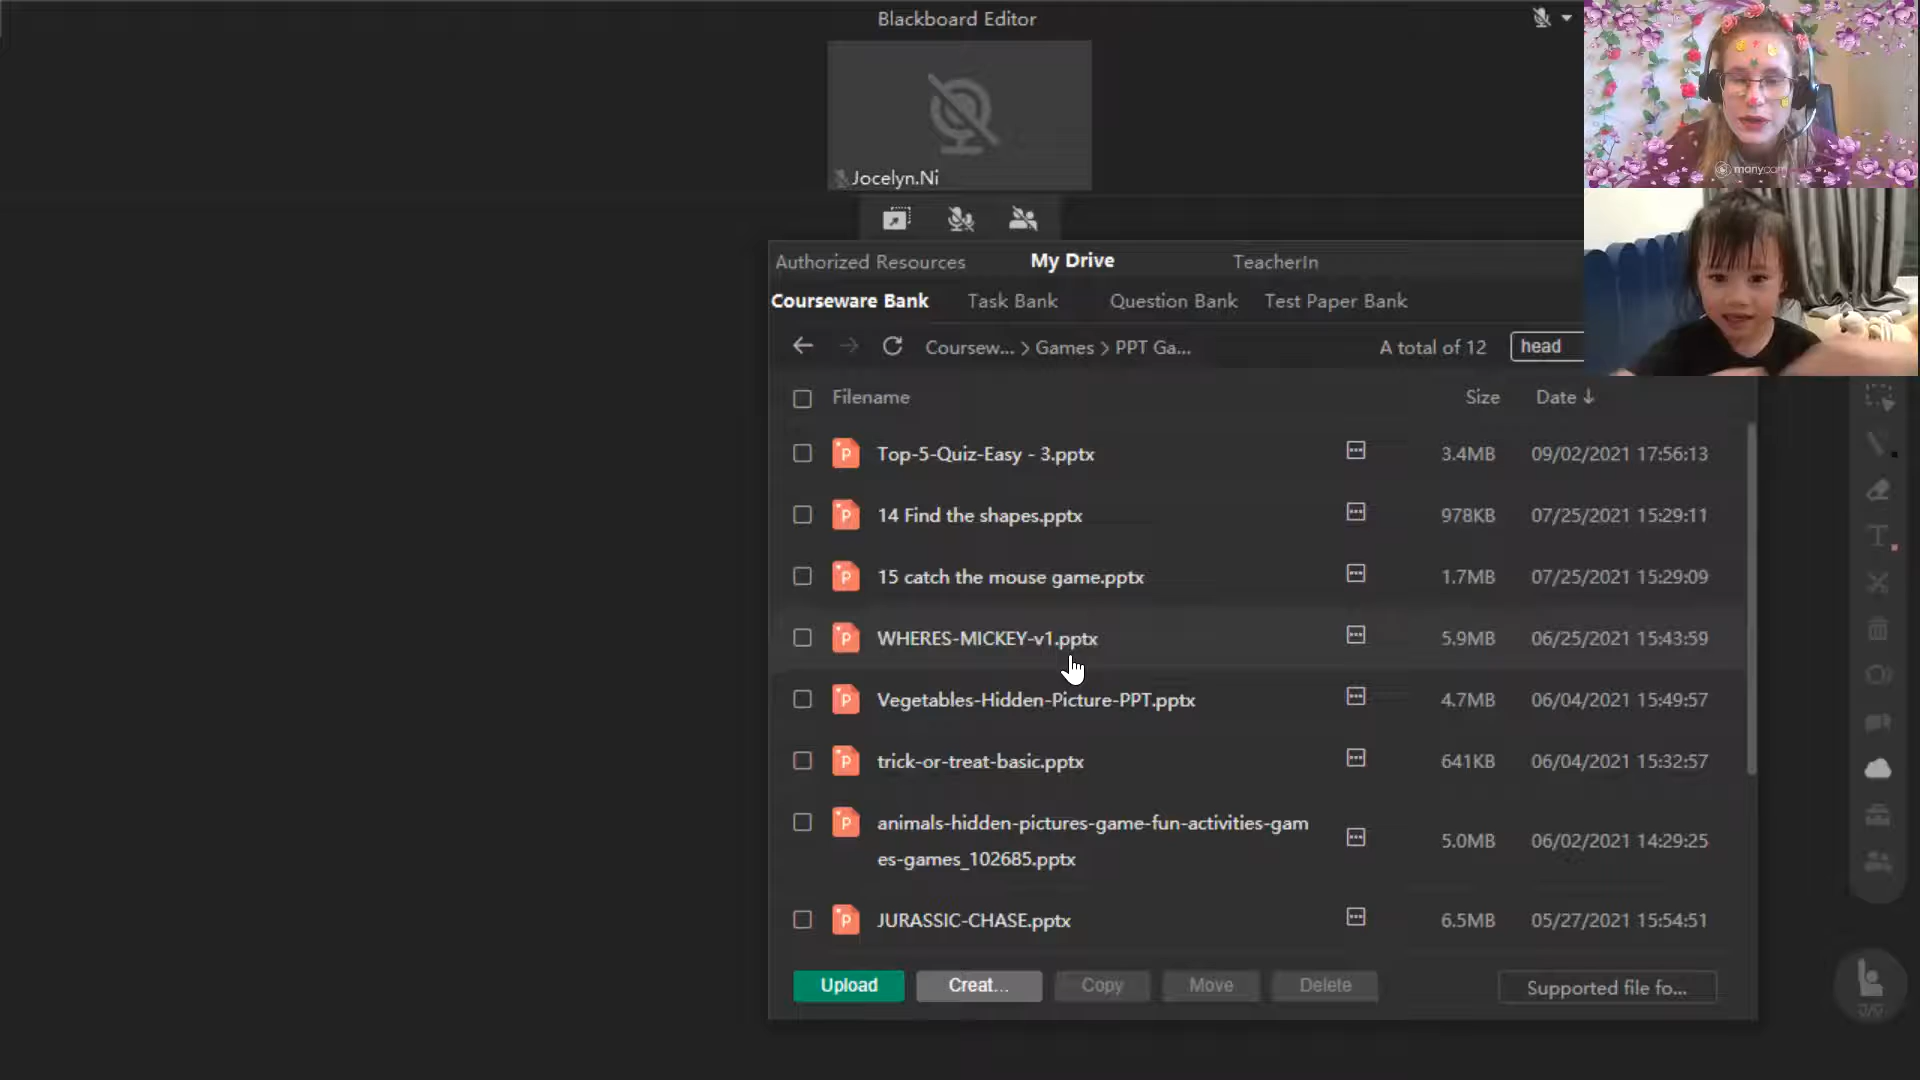 Blackboard Editor
manycam
Jocelyn.Ni
Authorized Resources My Drive TeacherIn
Courseware Bank Task Bank Question Bank Test Paper Bank
Coursew... > Games > PPT Ga... A total of 12 head
Filename Size Date ↓
Top-5-Quiz-Easy - 3.pptx 3.4MB 09/02/2021 17:56:13
14 Find the shapes.pptx 978KB 07/25/2021 15:29:11
15 catch the mouse game.pptx 1.7MB 07/25/2021 15:29:09
WHERES-MICKEY-v1.pptx 5.9MB 06/25/2021 15:43:59
Vegetables-Hidden-Picture-PPT.pptx 4.7MB 06/04/2021 15:49:57
trick-or-treat-basic.pptx 641KB 06/04/2021 15:32:57
animals-hidden-pictures-game-fun-activities-gam
es-games_102685.pptx 5.0MB 06/02/2021 14:29:25
JURASSIC-CHASE.pptx 6.5MB 05/27/2021 15:54:51
Upload Creat... Copy Move Delete Supported file fo...
0/0